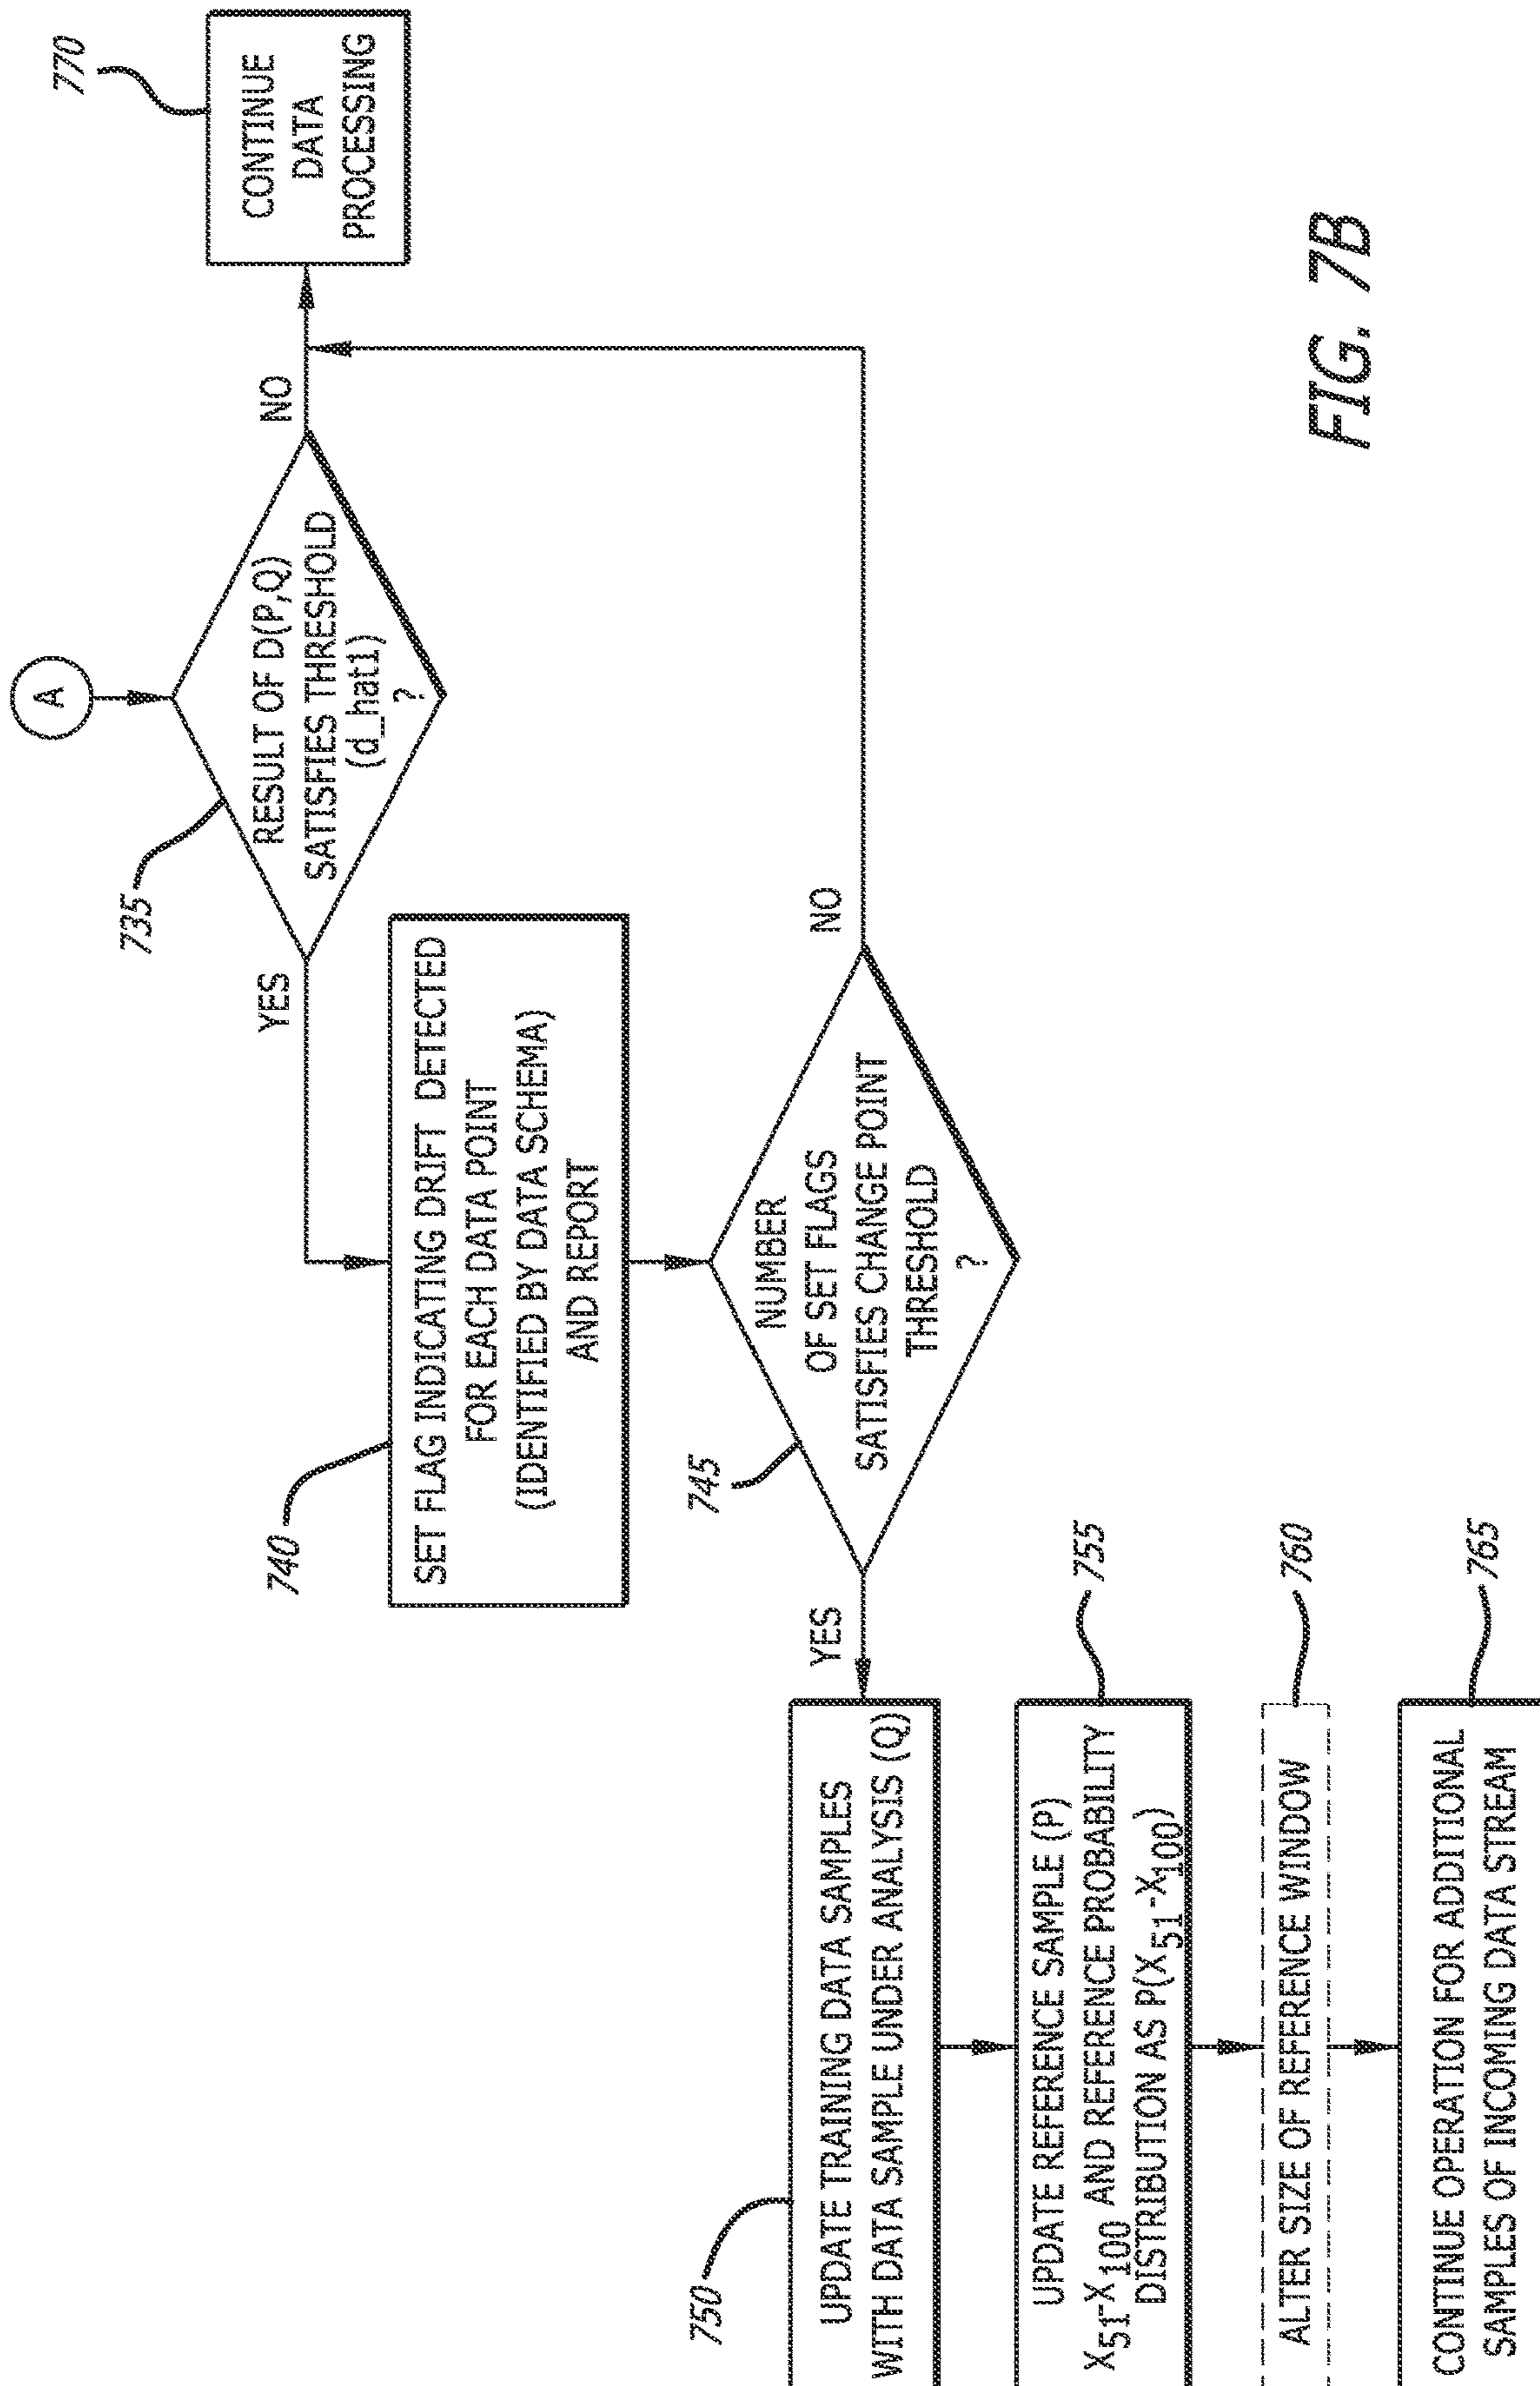 A
735
RESULT OF D(P,Q)
SATISFIES THRESHOLD
(d_hat1)
?
YES
NO
770
CONTINUE
DATA
PROCESSING
740
SET FLAG INDICATING DRIFT DETECTED
FOR EACH DATA POINT
(IDENTIFIED BY DATA SCHEMA)
AND REPORT
745
NUMBER
OF SET FLAGS
SATISFIES CHANGE POINT
THRESHOLD
?
YES
NO
750
UPDATE TRAINING DATA SAMPLES
WITH DATA SAMPLE UNDER ANALYSIS (Q)
755
UPDATE REFERENCE SAMPLE (P)
X51-X100 AND REFERENCE PROBABILITY
DISTRIBUTION AS P(X51-X100)
760
ALTER SIZE OF REFERENCE WINDOW
765
CONTINUE OPERATION FOR ADDITIONAL
SAMPLES OF INCOMING DATA STREAM
FIG. 7B